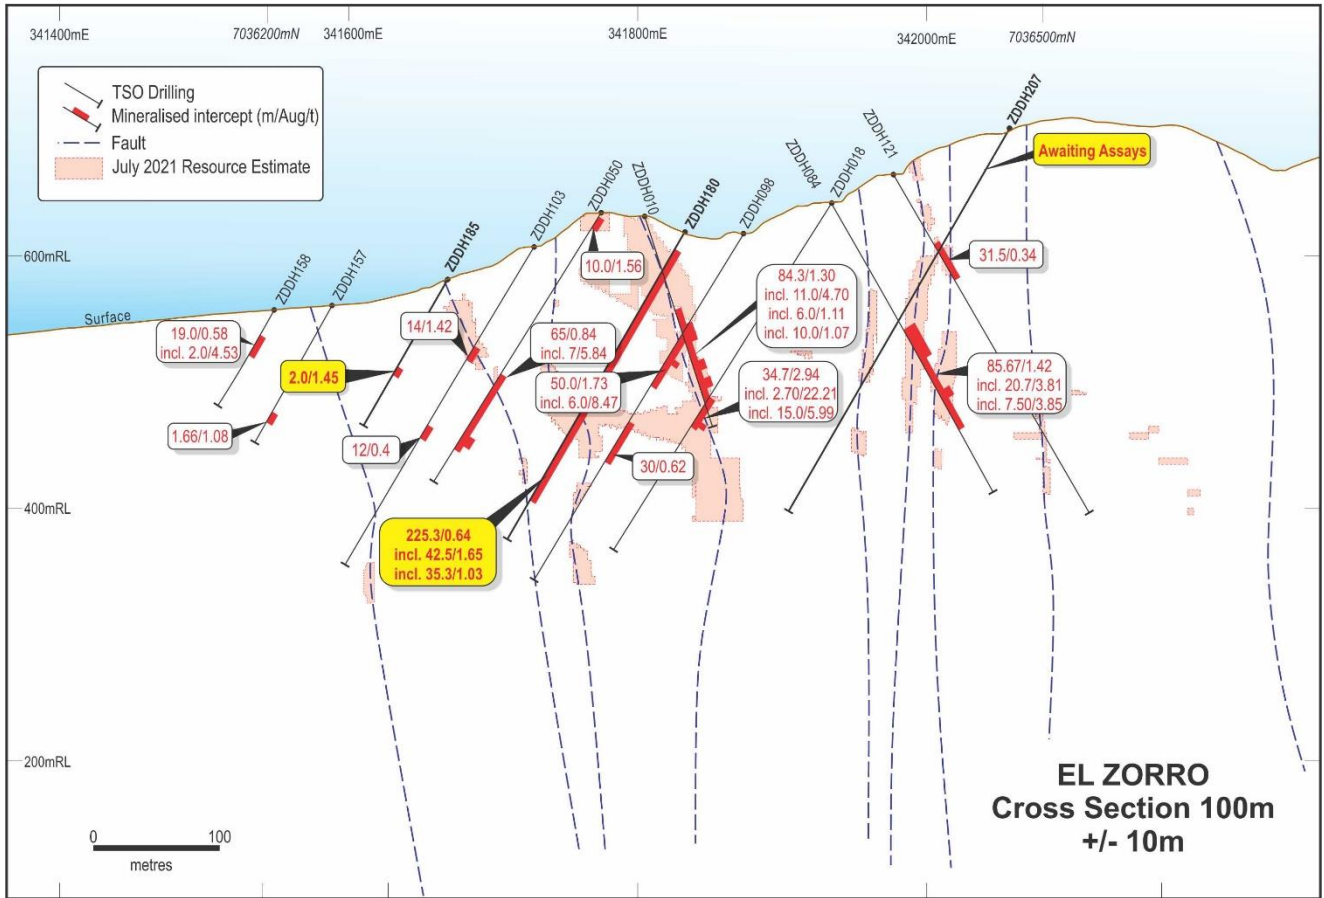 341400mE
7036200mN
341600mE
341800mE
342000mE
7036500mN
TSO Drilling
Mineralised intercept (m/Aug/t)
Fault
July 2021 Resource Estimate
ZDDH158
ZDDH157
ZDDH185
ZDDH103
ZDDH050
ZDDH010
ZDDH180
ZDDH098
ZDDH084
ZDDH018
ZDDH121
ZDDH207
Awaiting Assays
600mRL
Surface
10.0/1.56
31.5/0.34
84.3/1.30
incl. 11.0/4.70
incl. 6.0/1.11
incl. 10.0/1.07
19.0/0.58
incl. 2.0/4.53
14/1.42
65/0.84
incl. 7/5.84
2.0/1.45
50.0/1.73
incl. 6.0/8.47
34.7/2.94
incl. 2.70/22.21
incl. 15.0/5.99
85.67/1.42
incl. 20.7/3.81
incl. 7.50/3.85
1.66/1.08
12/0.4
30/0.62
400mRL
225.3/0.64
incl. 42.5/1.65
incl. 35.3/1.03
200mRL
EL ZORRO
Cross Section 100m
+/- 10m
0 100
metres